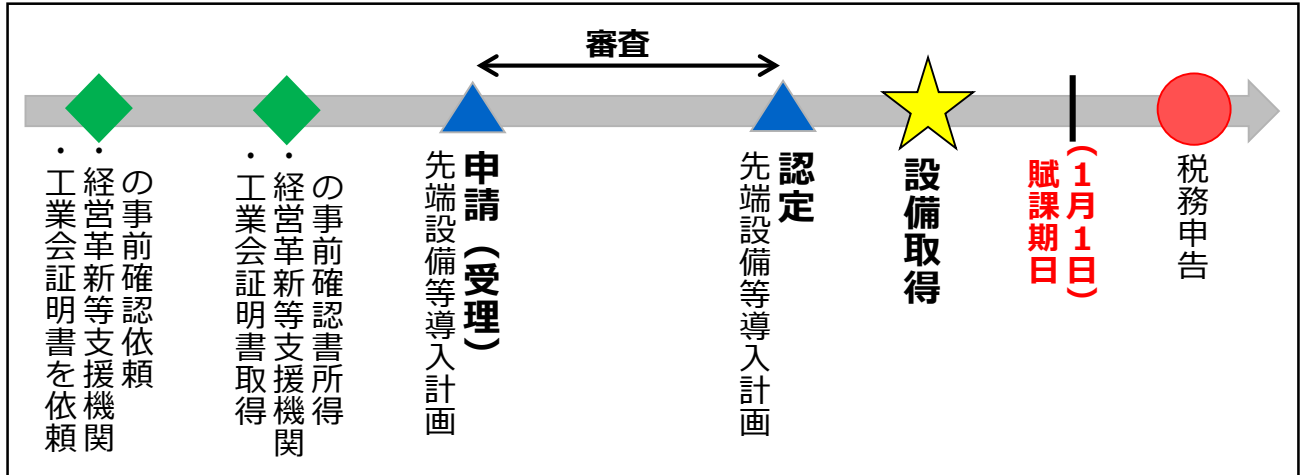 審査
・工業会証明書を依頼
・経営革新等支援機関
の事前確認依頼
・工業会証明書取得
・経営革新等支援機関
の事前確認書所得
先端設備等導入計画
申請（受理）
先端設備等導入計画
認定
設備取得
賦課期日
（1月1日）
税務申告